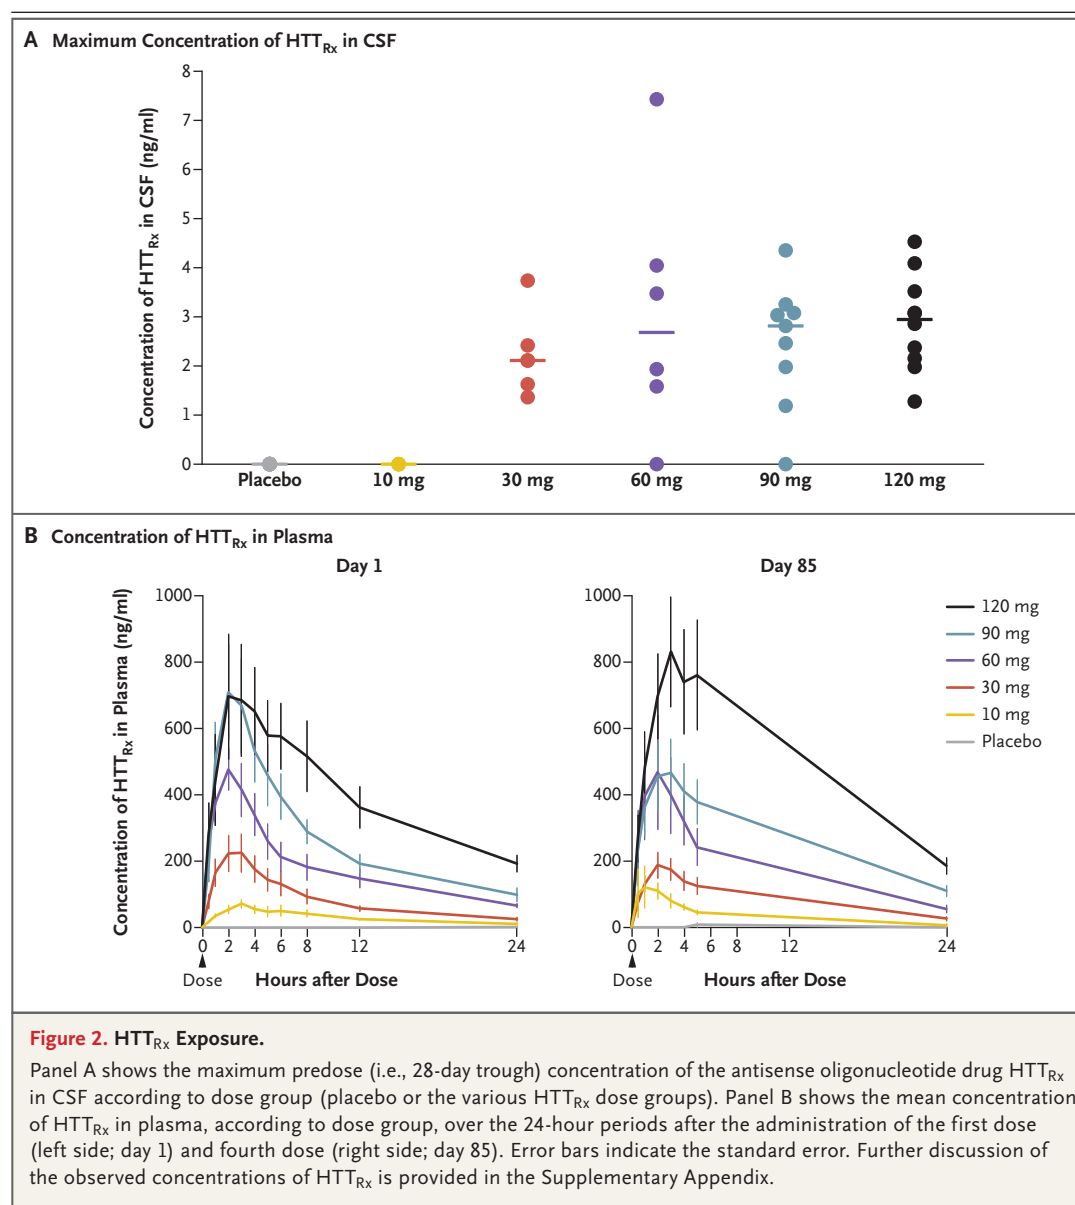 A Maximum Concentration of HTTRx in CSF
Concentration of HTTRx in CSF (ng/ml)
8
7
6
5
4
3
2
1
0
Placebo 10 mg 30 mg 60 mg 90 mg 120 mg
B Concentration of HTTRx in Plasma
Day 1
Concentration of HTTRx in Plasma (ng/ml)
1000
800
600
400
200
0
0 2 4 6 8 12 24
Dose Hours after Dose
Day 85
1000
800
600
400
200
0
0 2 4 6 8 12 24
Dose Hours after Dose
120 mg
90 mg
60 mg
30 mg
10 mg
Placebo
Figure 2. HTTRx Exposure.
Panel A shows the maximum predose (i.e., 28-day trough) concentration of the antisense oligonucleotide drug HTTRx
in CSF according to dose group (placebo or the various HTTRx dose groups). Panel B shows the mean concentration
of HTTRx in plasma, according to dose group, over the 24-hour periods after the administration of the first dose
(left side; day 1) and fourth dose (right side; day 85). Error bars indicate the standard error. Further discussion of
the observed concentrations of HTTRx is provided in the Supplementary Appendix.